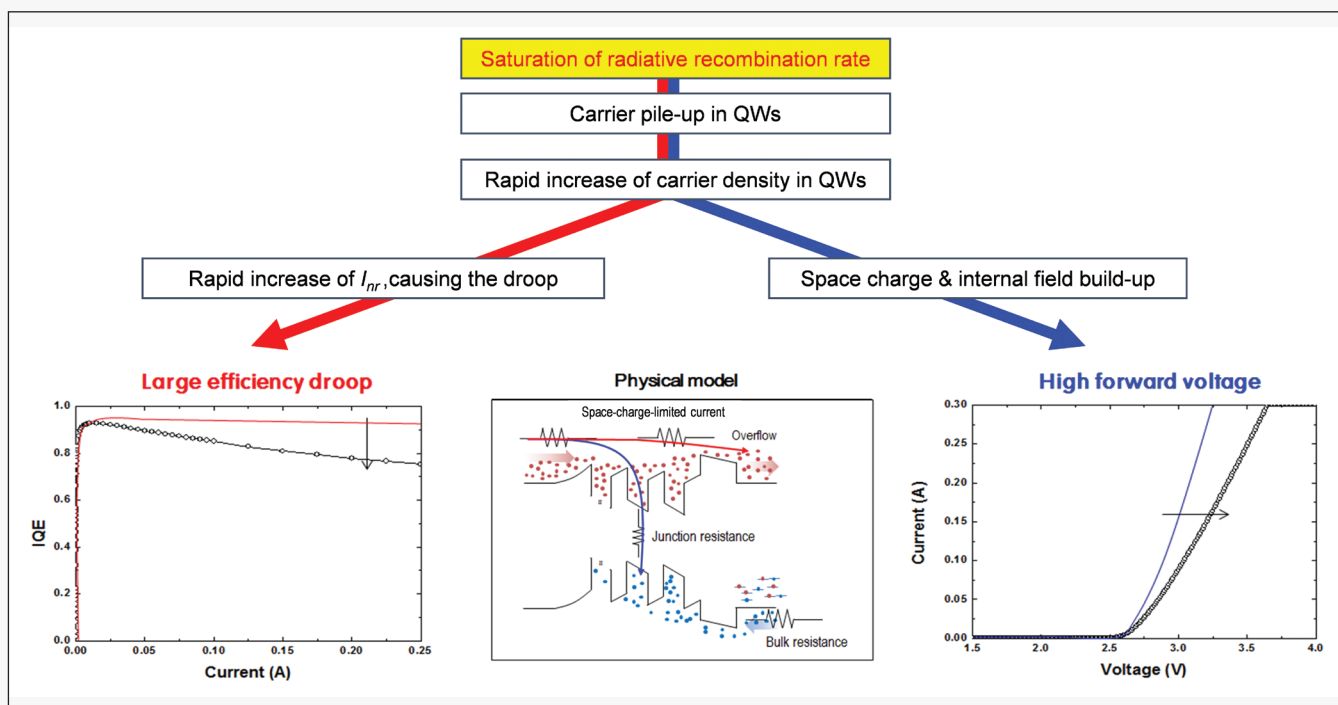 Saturation of radiative recombination rate
Carrier pile-up in QWs
Rapid increase of carrier density in QWs
Rapid increase of Inr ,causing the droop
Space charge & internal field build-up
Large efficiency droop
Physical model
High forward voltage
1.0
0.8
0.6
0.4
0.2
0.0
IQE
0.00
0.05
0.10
0.15
0.20
0.25
Current (A)
Space-charge-limited current
Overflow
Junction resistance
Bulk resistance
0.30
0.25
0.20
0.15
0.10
0.05
0.00
Current (A)
1.5
2.0
2.5
3.0
3.5
4.0
Voltage (V)